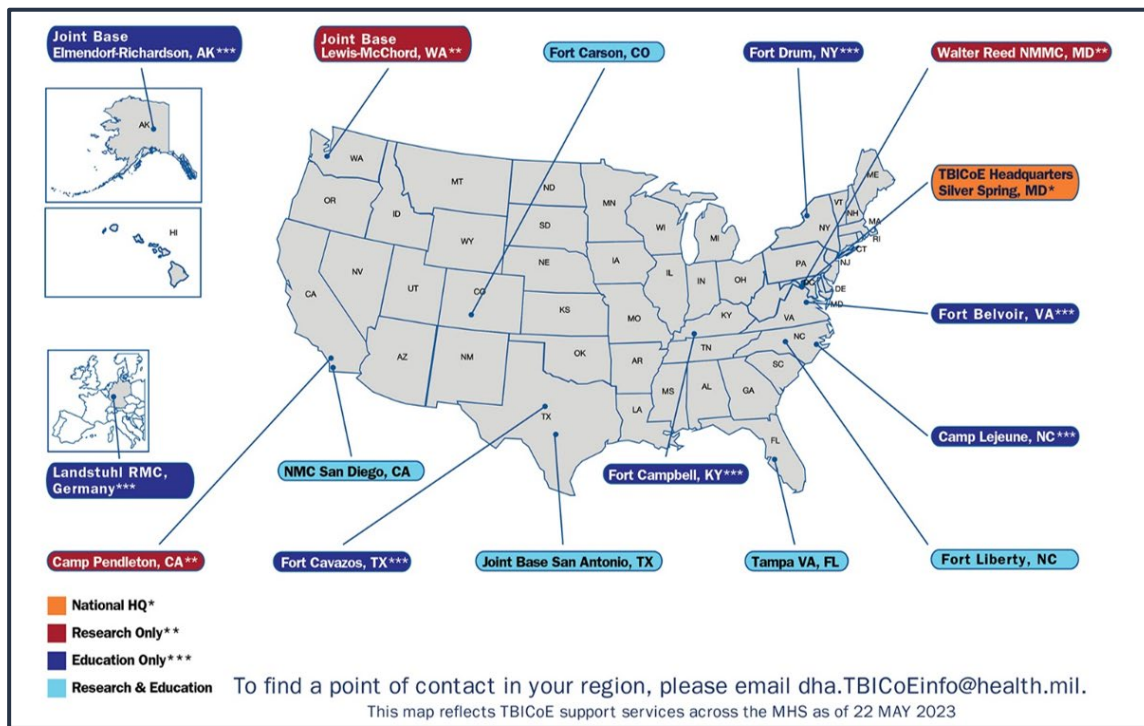 Joint Base
Elmendorf-Richardson, AK***
Joint Base
Lewis-McChord, WA**
Fort Carson, CO
Fort Drum, NY***
Walter Reed NMMC, MD**
TBICoE Headquarters
Silver Spring, MD*
Fort Belvoir, VA***
Camp Lejeune, NC***
Fort Liberty, NC
Tampa VA, FL
Fort Campbell, KY***
Joint Base San Antonio, TX
Fort Cavazos, TX***
NMC San Diego, CA
Camp Pendleton, CA**
Landstuhl RMC,
Germany***
AK
HI
WA
OR
CA
ID
NV
MT
WY
UT
AZ
CO
NM
ND
SD
NE
KS
OK
TX
MN
IA
MO
AR
LA
WI
IL
MI
IN
OH
KY
TN
MS
AL
GA
FL
SC
NC
VA
PA
NY
VT
NH
ME
MA
RI
CT
NJ
DE
MD
DC
National HQ*
Research Only**
Education Only***
Research & Education
To find a point of contact in your region, please email dha.TBICoEinfo@health.mil.
This map reflects TBICoE support services across the MHS as of 22 MAY 2023